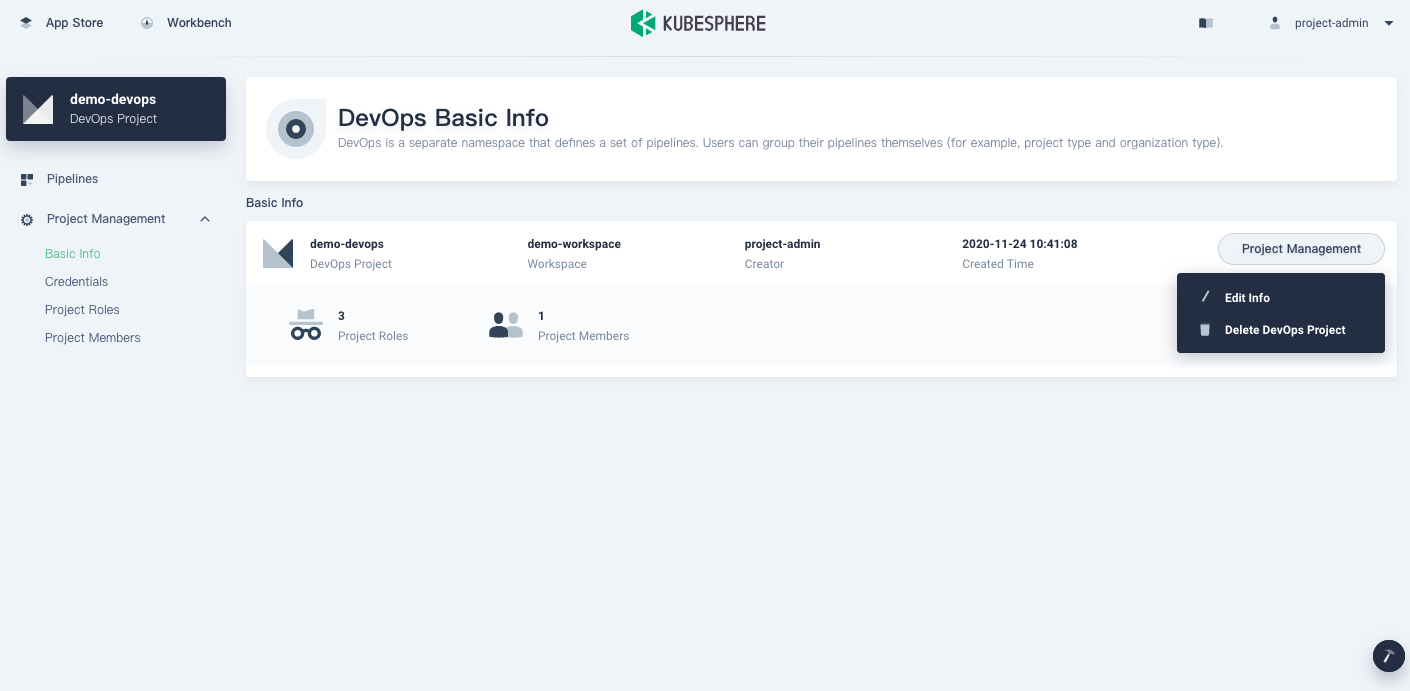 App Store
Workbench
KUBESPHERE
project-admin
demo-devops
DevOps Project
Pipelines
Project Management
Basic Info
Credentials
Project Roles
Project Members
DevOps Basic Info
DevOps is a separate namespace that defines a set of pipelines. Users can group their pipelines themselves (for example, project type and organization type).
Basic Info
demo-devops
DevOps Project
demo-workspace
Workspace
project-admin
Creator
2020-11-24 10:41:08
Created Time
Project Management
Edit Info
Delete DevOps Project
3
Project Roles
1
Project Members